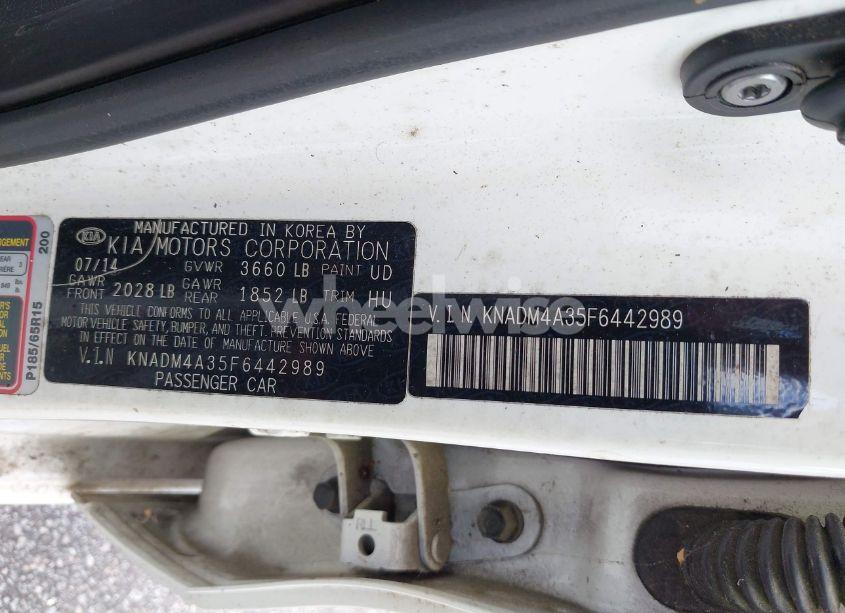 MANUFACTURED IN KOREA BY
KIA KIA MOTORS CORPORATION
07/14 GVWR 3660 LB PAINT UD
GAWR FRONT 2028 LB GAWR REAR 1852 LB TRIM HU
THIS VEHICLE CONFORMS TO ALL APPLICABLE U.S.A. FEDERAL
MOTOR VEHICLE SAFETY, BUMPER, AND THEFT PREVENTION STANDARDS
IN EFFECT ON THE DATE OF MANUFACTURE SHOWN ABOVE
V.I.N KNADM4A35F6442989
PASSENGER CAR
V.I.N. KNADM4A35F6442989
P185/65R15 200
wheelwise
RLL